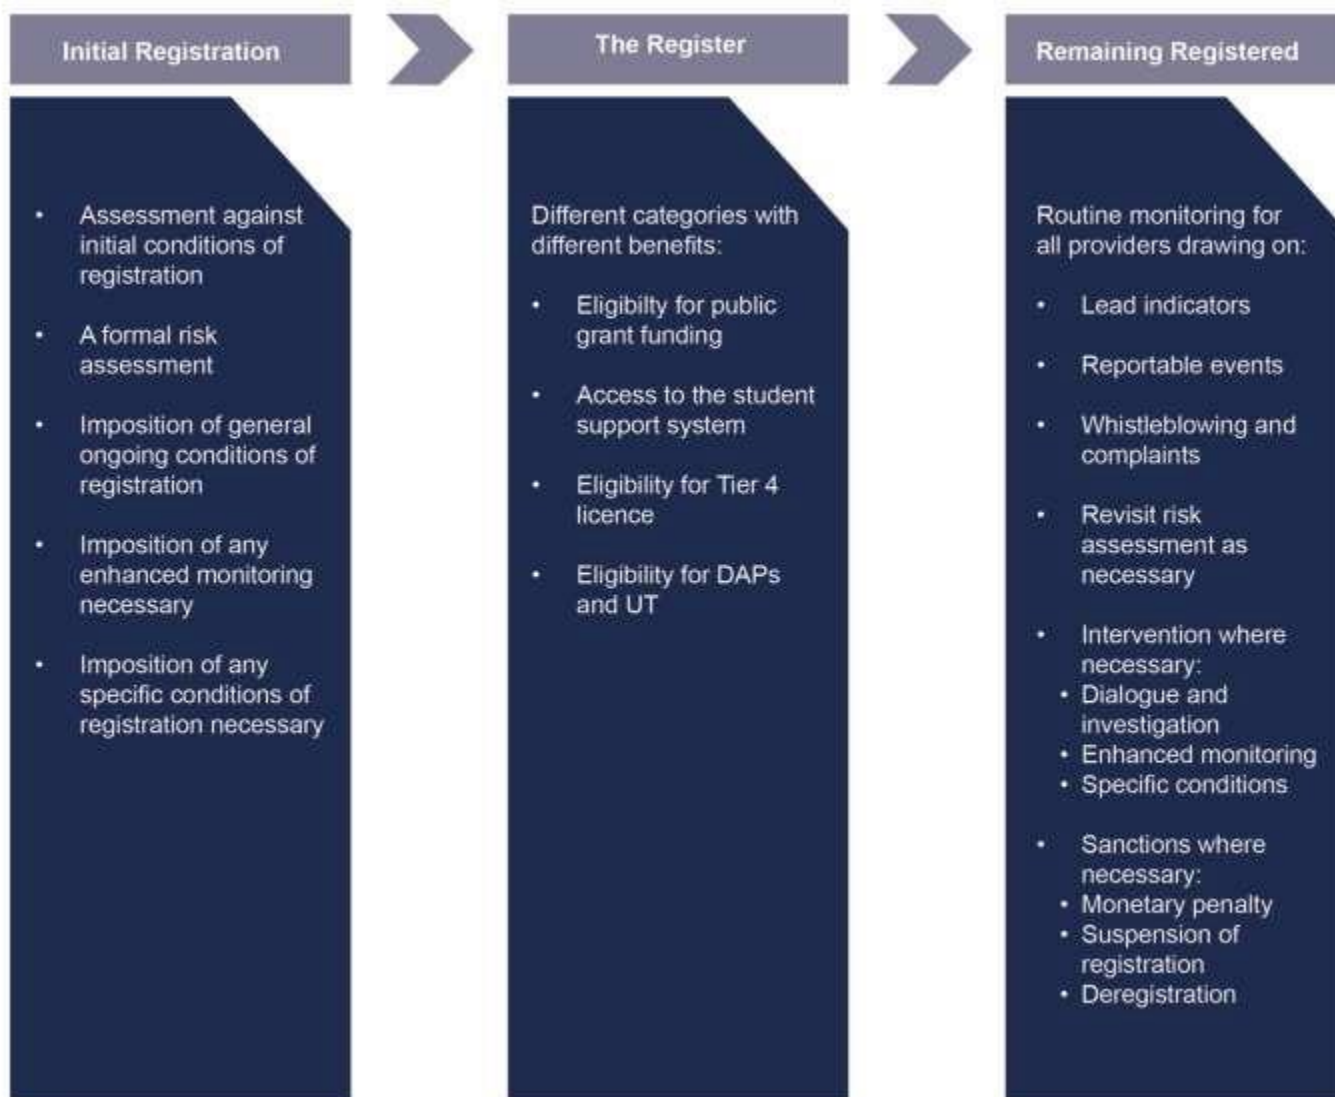 Initial Registration
• Assessment against
initial conditions of
registration
• A formal risk
assessment
• Imposition of general
ongoing conditions of
registration
• Imposition of any
enhanced monitoring
necessary
• Imposition of any
specific conditions of
registration necessary
The Register
Different categories with
different benefits:
• Eligibilty for public
grant funding
• Access to the student
support system
• Eligibility for Tier 4
licence
• Eligibility for DAPs
and UT
Remaining Registered
Routine monitoring for
all providers drawing on:
• Lead indicators
• Reportable events
• Whistleblowing and
complaints
• Revisit risk
assessment as
necessary
• Intervention where
necessary:
• Dialogue and
investigation
• Enhanced monitoring
• Specific conditions
• Sanctions where
necessary:
• Monetary penalty
• Suspension of
registration
• Deregistration